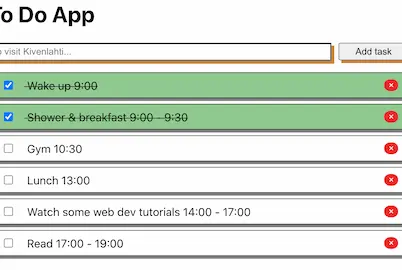 To Do App
visit Kivenlahti...
Add task
Wake up 9:00
Shower & breakfast 9:00 - 9:30
Gym 10:30
Lunch 13:00
Watch some web dev tutorials 14:00 - 17:00
Read 17:00 - 19:00